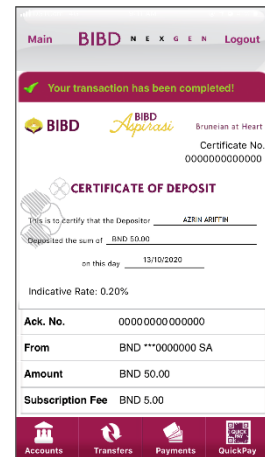 Main BIBD NEXGEN Logout
Your transaction has been completed!
BIBD BIBD Aspirasi Bruneian at Heart
Certificate No.
0000000000000
CERTIFICATE OF DEPOSIT
This is to certify that the Depositor AZRIN ARIFFIN
Deposited the sum of BND 50.00
on this day 13/10/2020
Indicative Rate: 0.20%
Ack. No. 0000000000000
From BND ***0000000 SA
Amount BND 50.00
Subscription Fee BND 5.00
QUICK PAY
Accounts Transfers Payments QuickPay